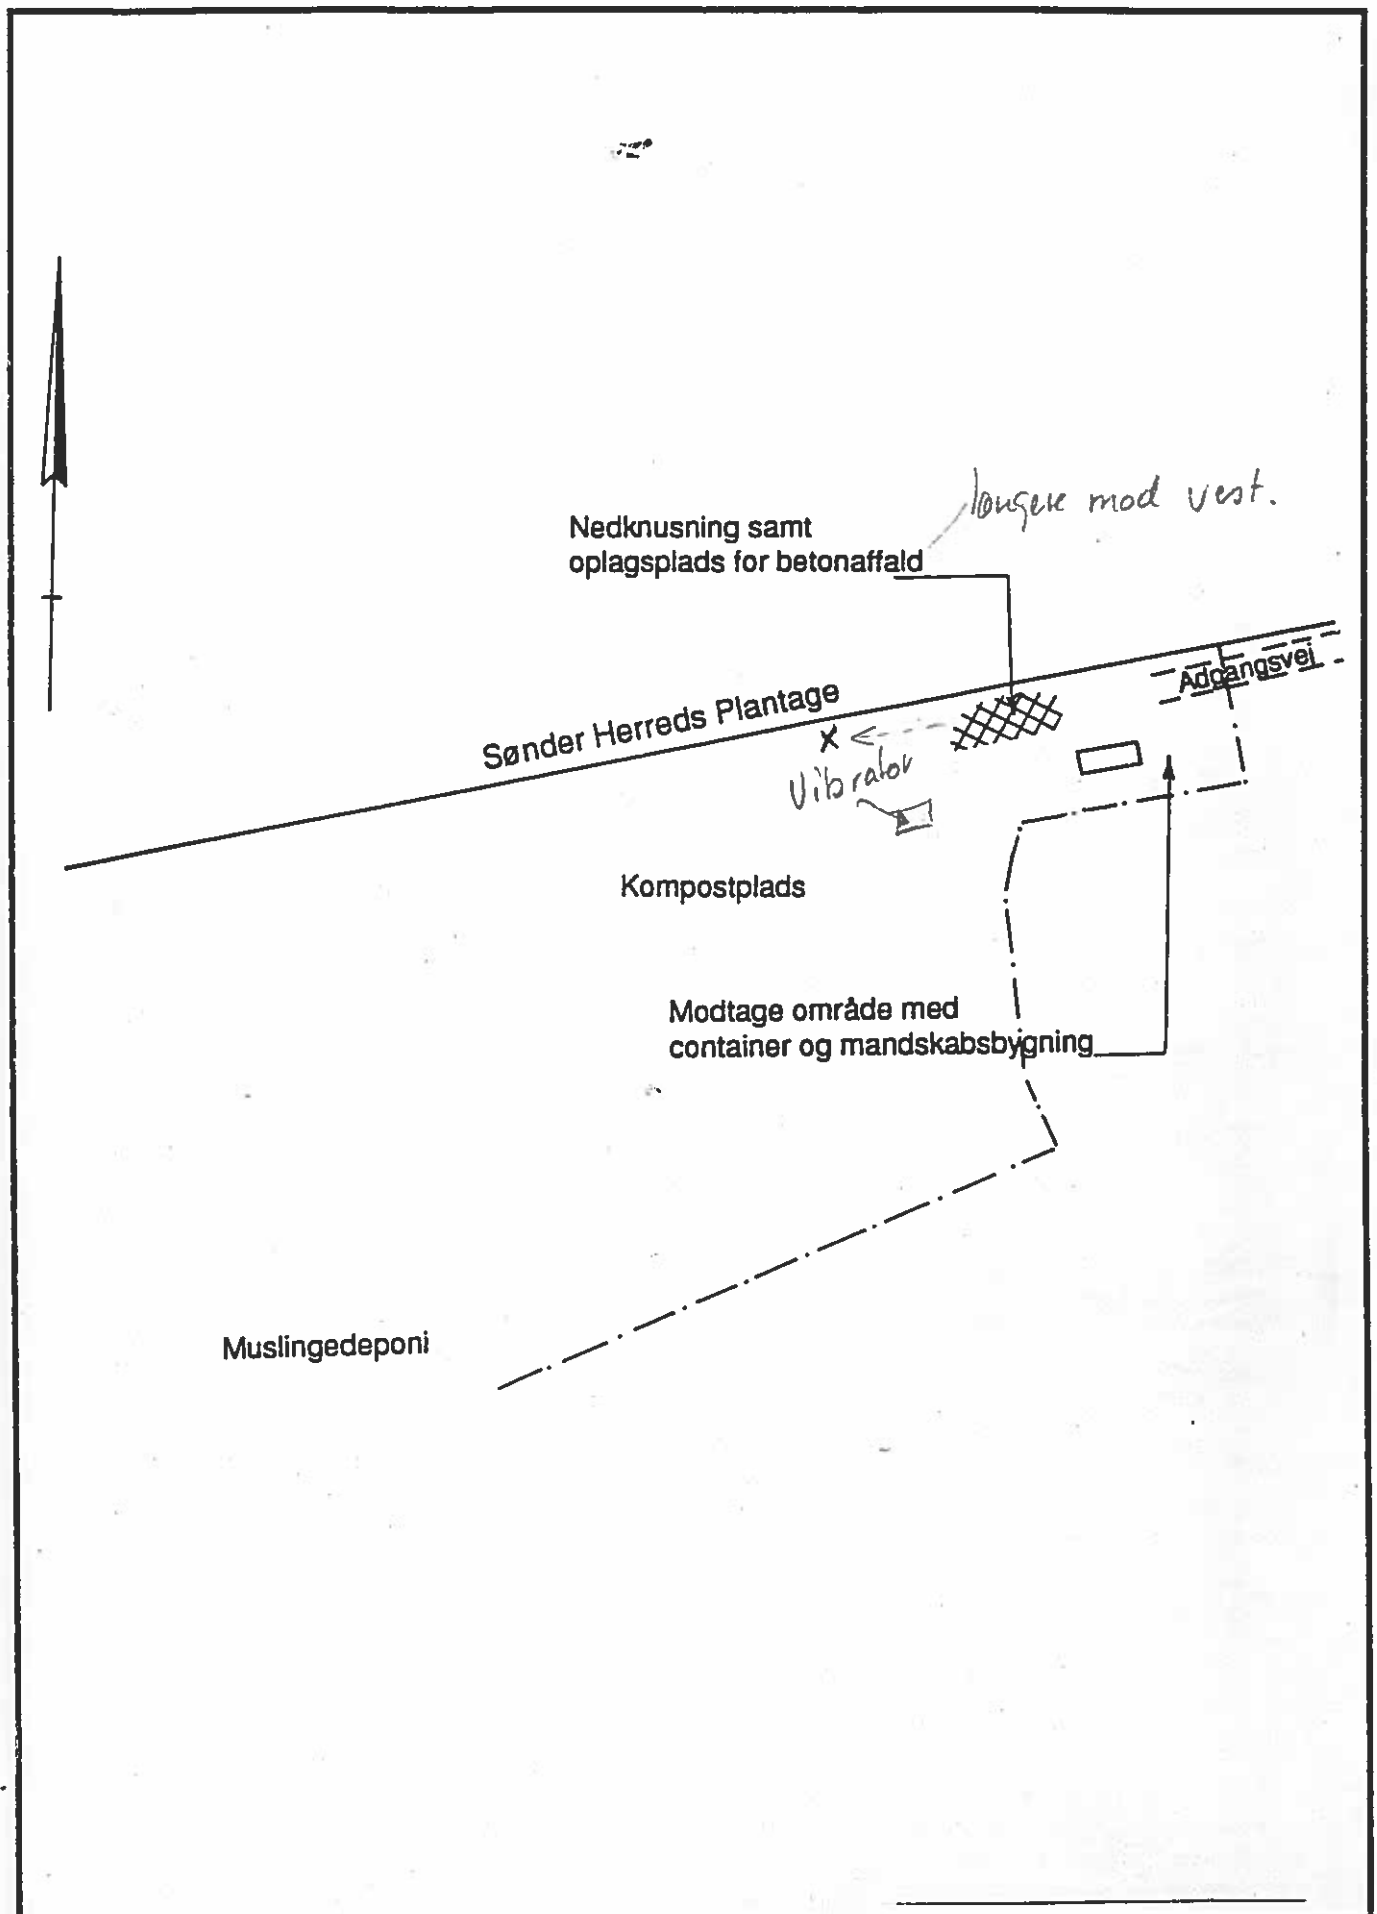 længere mod vest.
Nedknusning samt
oplagsplads for betonaffald
Adgangsvej
Sønder Herreds Plantage
x
Vibrator
Kompostplads
Modtage område med
container og mandskabsbygning
Muslingedeponi